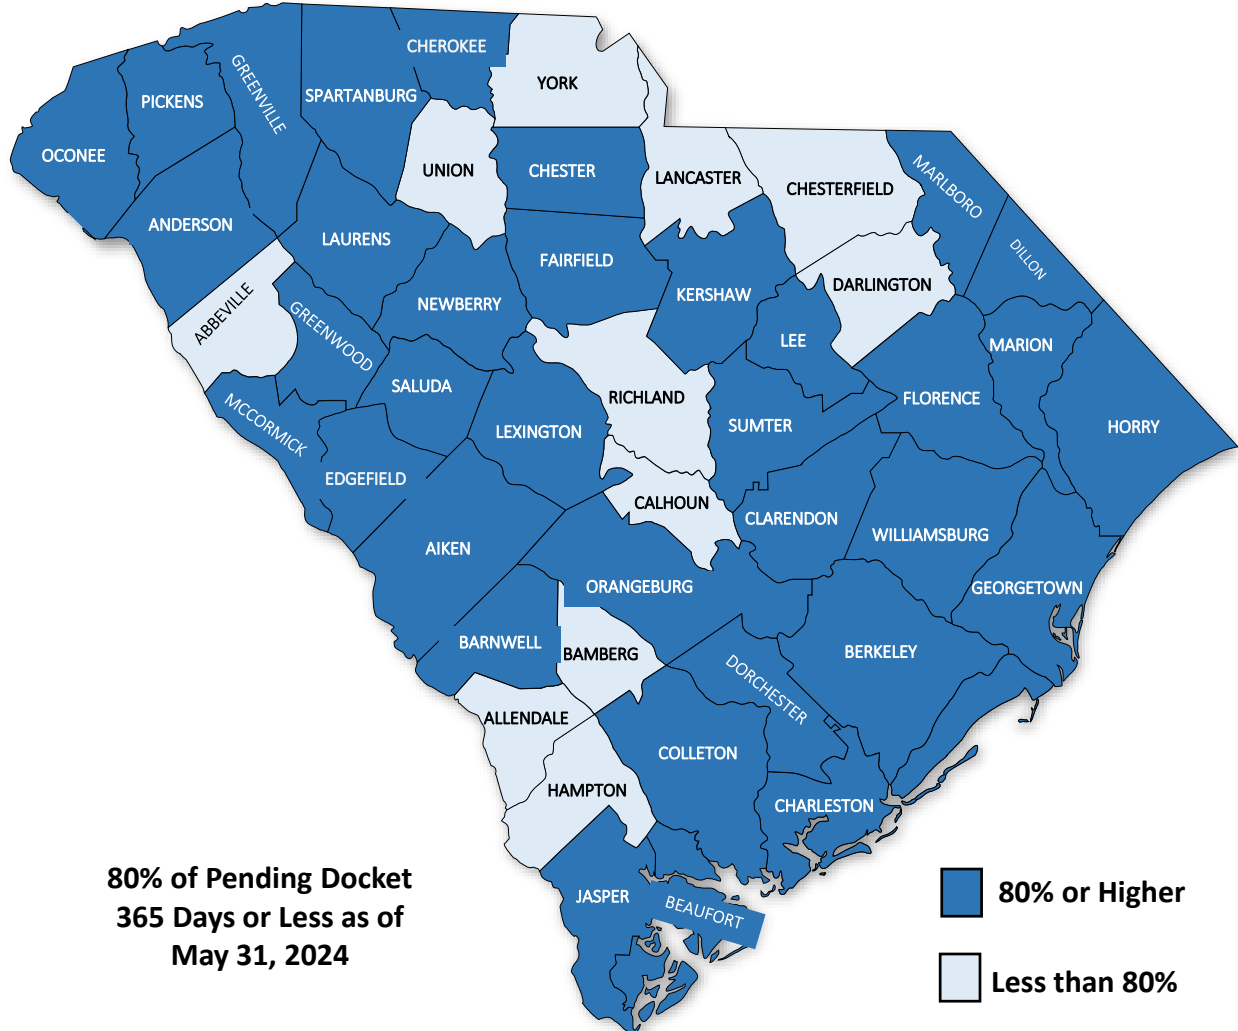 CHEROKEE
YORK
GREENVILLE
SPARTANBURG
PICKENS
OCONEE
UNION
CHESTER
LANCASTER
CHESTERFIELD
MARLBORO
ANDERSON
LAURENS
FAIRFIELD
DILLON
KERSHAW
DARLINGTON
NEWBERRY
ABBEVILLE
GREENWOOD
LEE
MARION
SALUDA
RICHLAND
FLORENCE
MCCORMICK
LEXINGTON
SUMTER
HORRY
EDGEFIELD
CALHOUN
CLARENDON
WILLIAMSBURG
AIKEN
ORANGEBURG
GEORGETOWN
BARNWELL
BAMBERG
BERKELEY
DORCHESTER
ALLENDALE
COLLETON
HAMPTON
CHARLESTON
JASPER
BEAUFORT
80% of Pending Docket
365 Days or Less as of
May 31, 2024
80% or Higher
Less than 80%